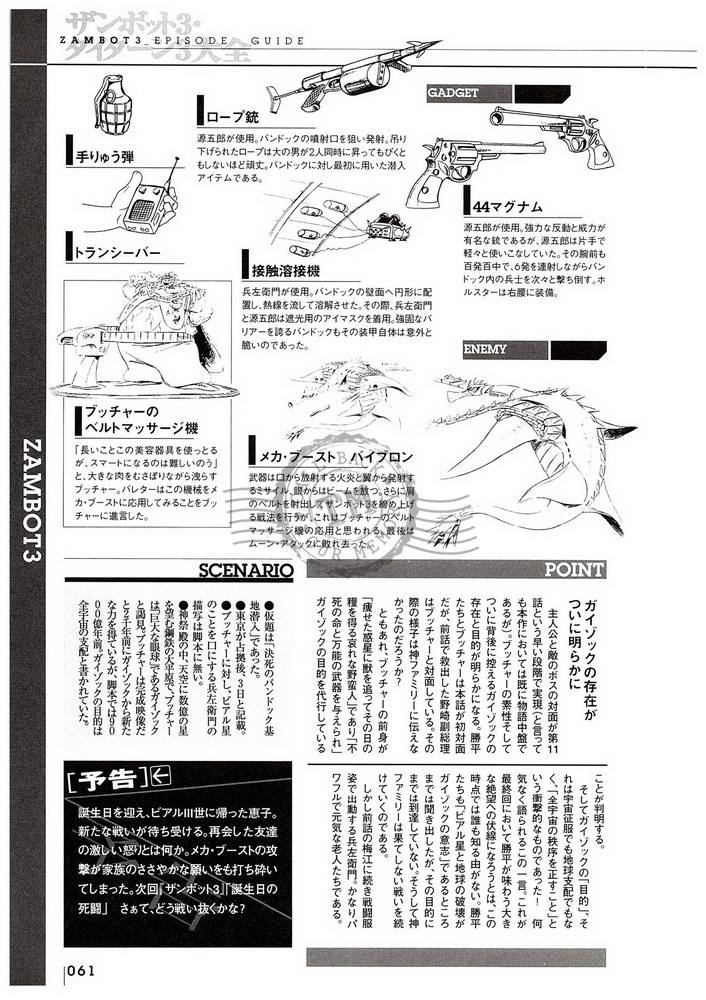 ザンボット3・
ダイターン3大全
ZAMBOT3_EPISODE GUIDE
GADGET
手りゅう弾
ロープ銃
源五郎が使用。バンドックの噴射口を狙い発射。吊り
下げられたロープは大の男が2人同時に昇ってもびくと
もしないほど頑丈。バンドックに対し最初に用いた潜入
アイテムである。
44マグナム
源五郎が使用。強力な反動と威力が
有名な銃であるが、源五郎は片手で
軽々と使いこなしていた。その腕前も
百発百中で、6発を連射しながらバン
ドック内の兵士を次々と撃ち倒す。ホ
ルスターは右腰に装備。
トランシーバー
接触溶接機
兵左衛門が使用。バンドックの壁面へ円形に配
置し、熱線を流して溶解させた。その際、兵左衛門
と源五郎は遮光用のアイマスクを着用。強固なバ
リアーを誇るバンドックもその装甲自体は意外と
脆いのであった。
ENEMY
ブッチャーの
ベルトマッサージ機
「長いことこの美容器具を使っとる
が、スマートになるのは難しいのう」
と、大きな肉をむさぼりながら洩らす
ブッチャー。バレターはこの機械をメ
カ・ブーストに応用してみることをブッ
チャーに進言した。
メカ・ブースト バイブロン
武器は口から放射する火炎と翼から発射す
るミサイル。眼からはビームを放つ。さらに肩
のベルトを射出してザンボット3を締め上げ
る戦法を行うが、これはブッチャーのベルト
マッサージ機の応用と思われる。最後は
ムーン・アタックに敗れ去った。
ZAMBOT3
SCENARIO
●仮題は「決死のバンドック基
地潜入」であった。
●東京が占拠後、3日と記載。
●ブッチャーに対し、ビアル星
のことを口にする兵左衛門の
描写は脚本に無い。
●神祭殿の中、天空に数億の星
を望む鋼鉄の大平原で、ブッチャー
は「巨大な眼球」であるガイゾック
と謁見。ブッチャーは完成映像だ
と2千年前にガイゾックから新た
な力を得ているが、脚本では90
00億年前。ガイゾックの目的は
全宇宙の支配と書かれていた。
POINT
ガイゾックの存在が
ついに明らかに
主人公と敵のボスの対面が第11
話という早い段階で実現(と言って
も本作においては既に物語中盤で
あるが)。ブッチャーの素性そして
ついに背後に控えるガイゾックの
存在と目的が明らかになる。勝平
たちとブッチャーは本話が初対面
だが、前話で救出した野崎副総理
はブッチャーと対面している。その
際の様子は神ファミリーに伝えな
かったのだろうか?
ともあれ、ブッチャーの前身が
「痩せた惑星に獣を追ってその日の
糧を得る哀れな野蛮人」であり「不
死の命と万能の武器を与えられ」
ガイゾックの目的を代行している
ことが判明する。
そしてガイゾックの「目的」、そ
れは宇宙征服でも地球支配でもな
く、「全宇宙の秩序を正すこと」と
いう衝撃的なものであった! 何
気なく語られるこの一言。これが
最終回において勝平が味わう大き
な絶望への伏線になろうとは、この
時点では誰も知る由がない。勝平
たちも「ビアル星と地球の破壊が
ガイゾックの意志」であるところ
までは聞き出したが、その目的に
までは到達していない。そうして神
ファミリーは果てしない戦いを続
けていくのである。
しかし前話の梅江に続き戦闘服
姿で出動する兵左衛門。かなりパ
ワフルで元気な老人たちである。
[予告]←
誕生日を迎え、ビアルIII世に帰った恵子。
新たな戦いが待ち受ける。再会した友達
の激しい怒りとは何か。メカ・ブーストの攻
撃が家族のささやかな願いをも打ち砕い
てしまった。次回、「ザンボット3」「誕生日の
死闘」 さぁて、どう戦い抜くかな?
061